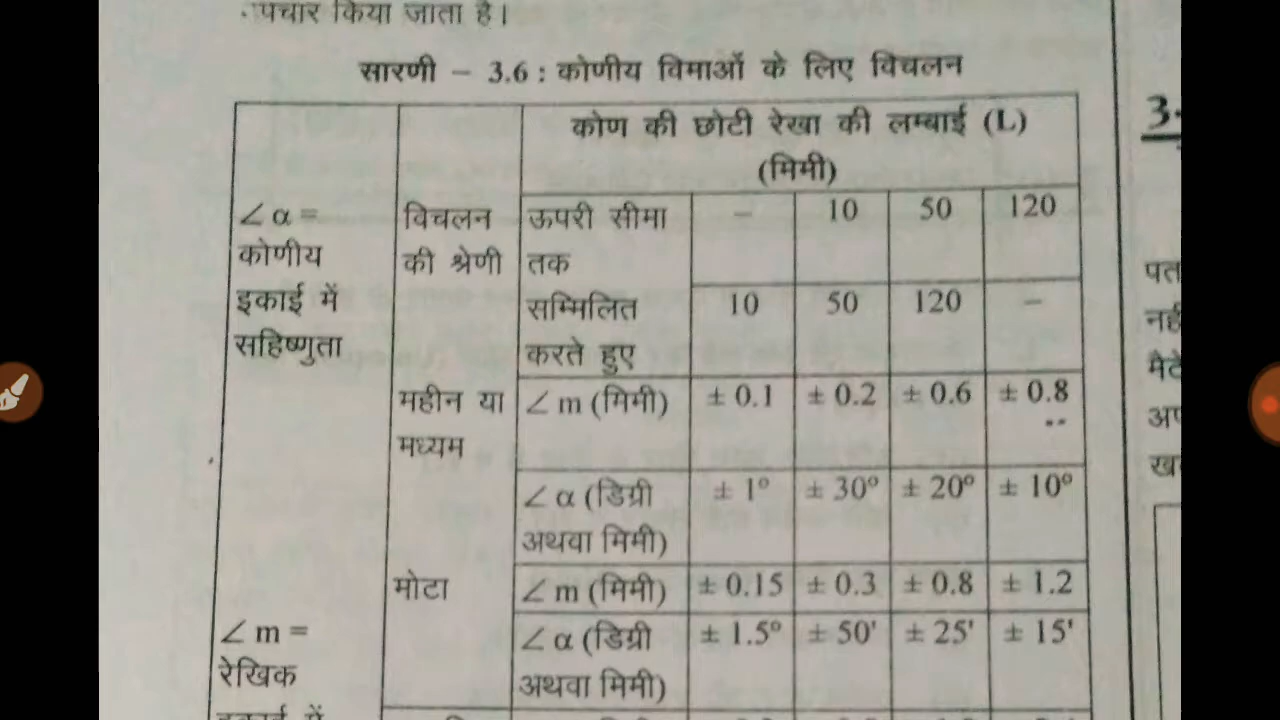 पचार किया जाता है।
सारणी – 3.6 : कोणीय विमाओं के लिए विचलन
कोण की छोटी रेखा की लम्बाई (L)
(मिमी)
∠ α = कोणीय इकाई में सहिष्णुता
विचलन की श्रेणी
ऊपरी सीमा तक – 10 50 120
सम्मिलित करते हुए 10 50 120 –
महीन या मध्यम
∠ m (मिमी) ± 0.1 ± 0.2 ± 0.6 ± 0.8
∠ α (डिग्री अथवा मिमी) ± 1° ± 30° ± 20° ± 10°
मोटा
∠ m (मिमी) ± 0.15 ± 0.3 ± 0.8 ± 1.2
∠ α (डिग्री अथवा मिमी) ± 1.5° ± 50' ± 25' ± 15'
∠ m =
रेखिक
3.
पत
नही
मैटे
अप